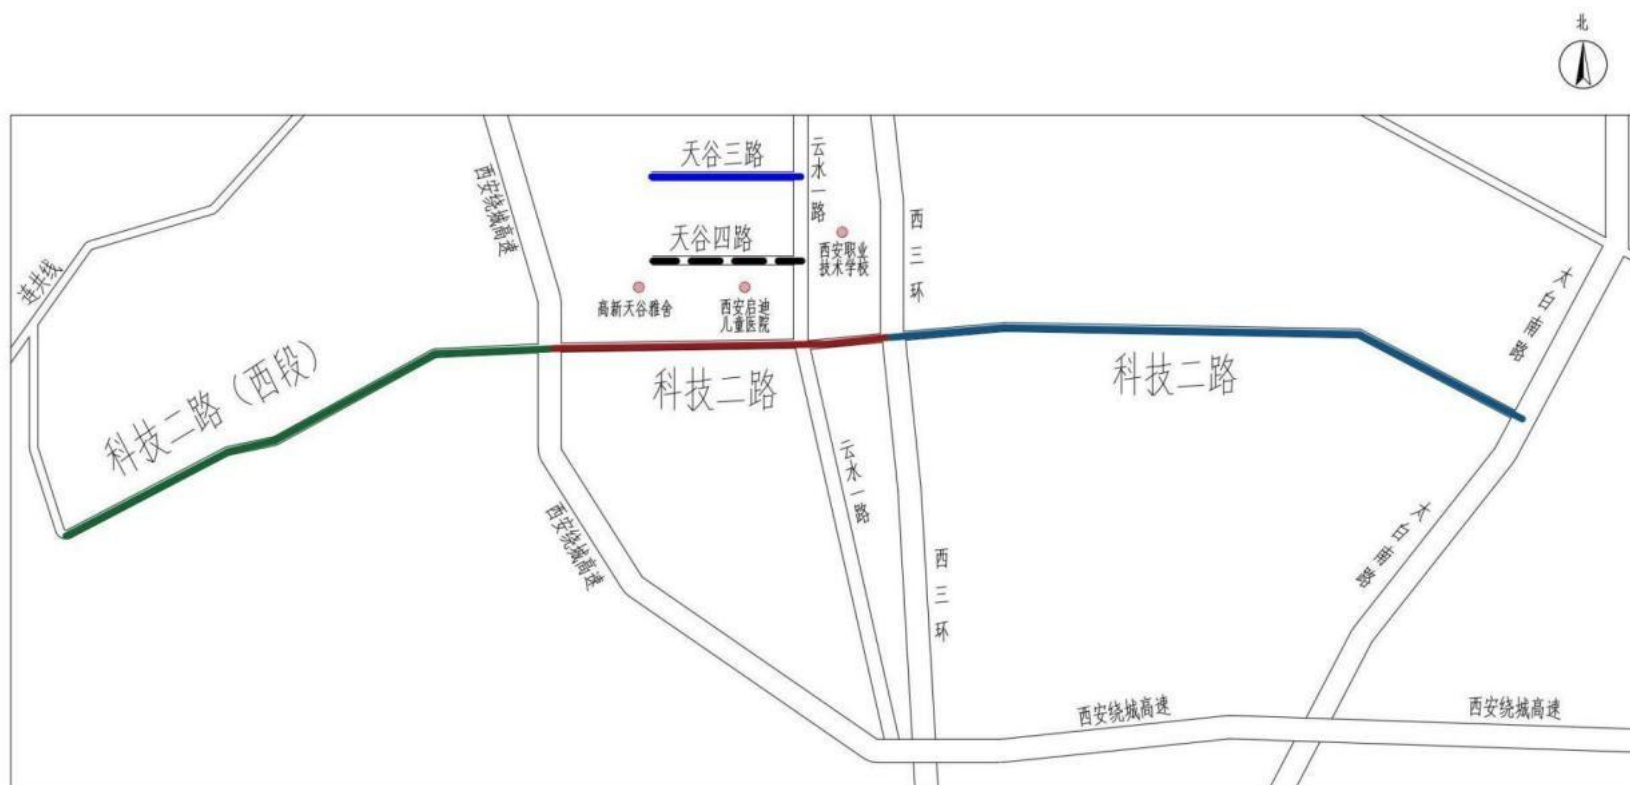 北
天谷三路
云水一路
西安绕城高速
西三环
天谷四路
西安职业
技术学校
连共线
高新天谷雅舍
西安启迪
儿童医院
太白南路
科技二路（西段）
科技二路
科技二路
云水一路
西安绕城高速
太白南路
西三环
西安绕城高速
西安绕城高速